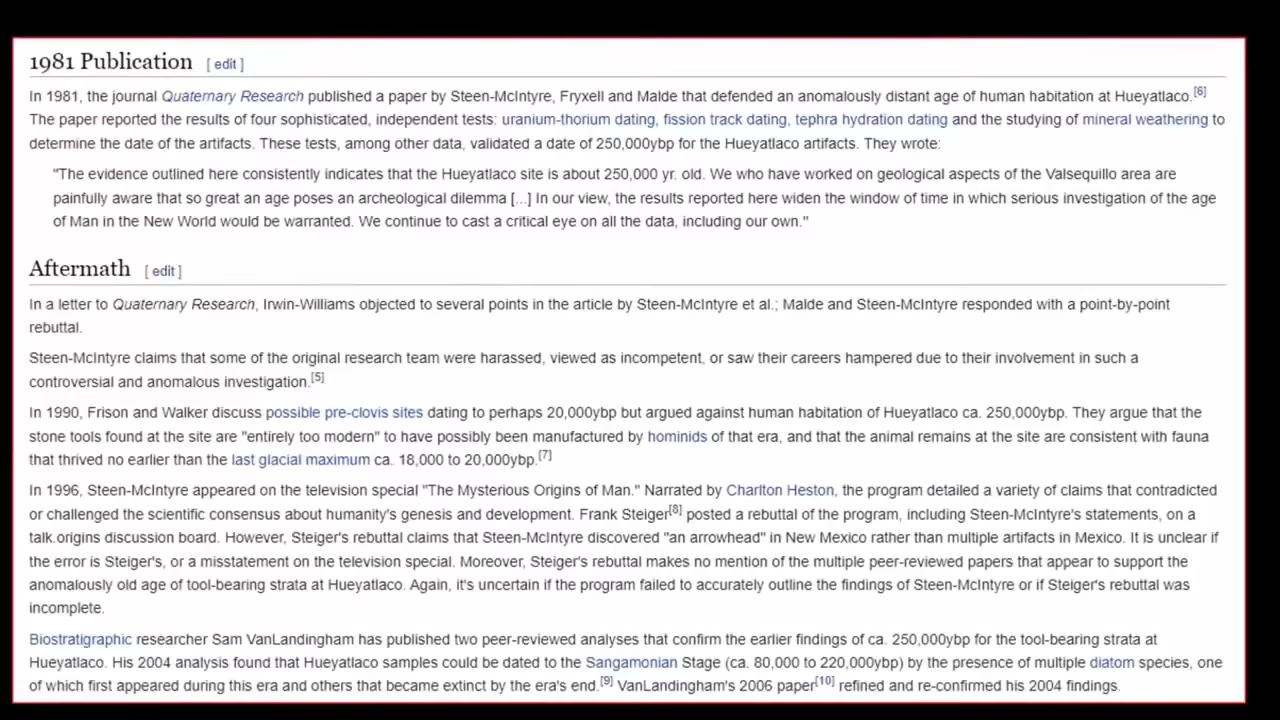 1981 Publication [ edit ]
In 1981, the journal Quaternary Research published a paper by Steen-McIntyre, Fryxell and Malde that defended an anomalously distant age of human habitation at Hueyatlaco.[6]
The paper reported the results of four sophisticated, independent tests: uranium-thorium dating, fission track dating, tephra hydration dating and the studying of mineral weathering to
determine the date of the artifacts. These tests, among other data, validated a date of 250,000ybp for the Hueyatlaco artifacts. They wrote:
"The evidence outlined here consistently indicates that the Hueyatlaco site is about 250,000 yr. old. We who have worked on geological aspects of the Valsequillo area are
painfully aware that so great an age poses an archeological dilemma [...] In our view, the results reported here widen the window of time in which serious investigation of the age
of Man in the New World would be warranted. We continue to cast a critical eye on all the data, including our own."
Aftermath [ edit ]
In a letter to Quaternary Research, Irwin-Williams objected to several points in the article by Steen-McIntyre et al.; Malde and Steen-McIntyre responded with a point-by-point
rebuttal.
Steen-McIntyre claims that some of the original research team were harassed, viewed as incompetent, or saw their careers hampered due to their involvement in such a
controversial and anomalous investigation.[5]
In 1990, Frison and Walker discuss possible pre-clovis sites dating to perhaps 20,000ybp but argued against human habitation of Hueyatlaco ca. 250,000ybp. They argue that the
stone tools found at the site are "entirely too modern" to have possibly been manufactured by hominids of that era, and that the animal remains at the site are consistent with fauna
that thrived no earlier than the last glacial maximum ca. 18,000 to 20,000ybp.[7]
In 1996, Steen-McIntyre appeared on the television special "The Mysterious Origins of Man." Narrated by Charlton Heston, the program detailed a variety of claims that contradicted
or challenged the scientific consensus about humanity's genesis and development. Frank Steiger[8] posted a rebuttal of the program, including Steen-McIntyre's statements, on a
talk.origins discussion board. However, Steiger's rebuttal claims that Steen-McIntyre discovered "an arrowhead" in New Mexico rather than multiple artifacts in Mexico. It is unclear if
the error is Steiger's, or a misstatement on the television special. Moreover, Steiger's rebuttal makes no mention of the multiple peer-reviewed papers that appear to support the
anomalously old age of tool-bearing strata at Hueyatlaco. Again, it's uncertain if the program failed to accurately outline the findings of Steen-McIntyre or if Steiger's rebuttal was
incomplete.
Biostratigraphic researcher Sam VanLandingham has published two peer-reviewed analyses that confirm the earlier findings of ca. 250,000ybp for the tool-bearing strata at
Hueyatlaco. His 2004 analysis found that Hueyatlaco samples could be dated to the Sangamonian Stage (ca. 80,000 to 220,000ybp) by the presence of multiple diatom species, one
of which first appeared during this era and others that became extinct by the era's end.[9] VanLandingham's 2006 paper[10] refined and re-confirmed his 2004 findings.